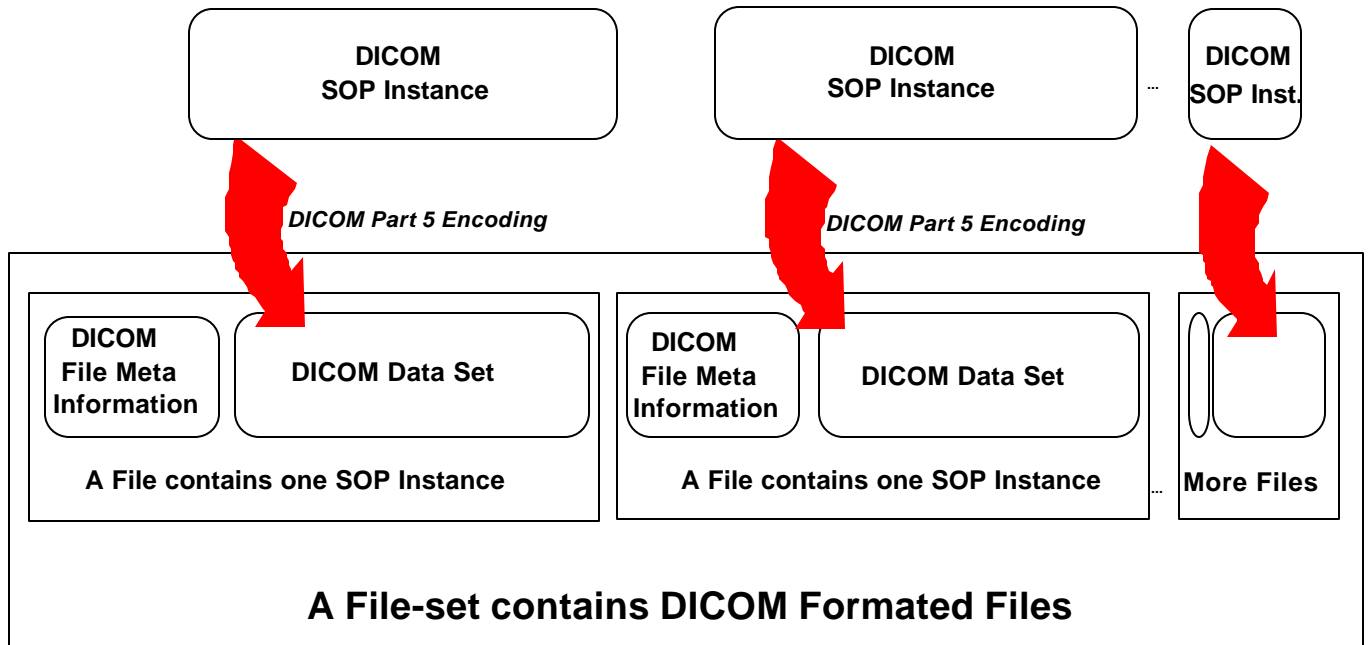 DICOM
SOP Instance
DICOM
SOP Instance
...
DICOM
SOP Inst.
DICOM Part 5 Encoding
DICOM Part 5 Encoding
DICOM
File Meta
Information
DICOM Data Set
A File contains one SOP Instance
DICOM
File Meta
Information
DICOM Data Set
A File contains one SOP Instance
...
More Files
A File-set contains DICOM Formated Files